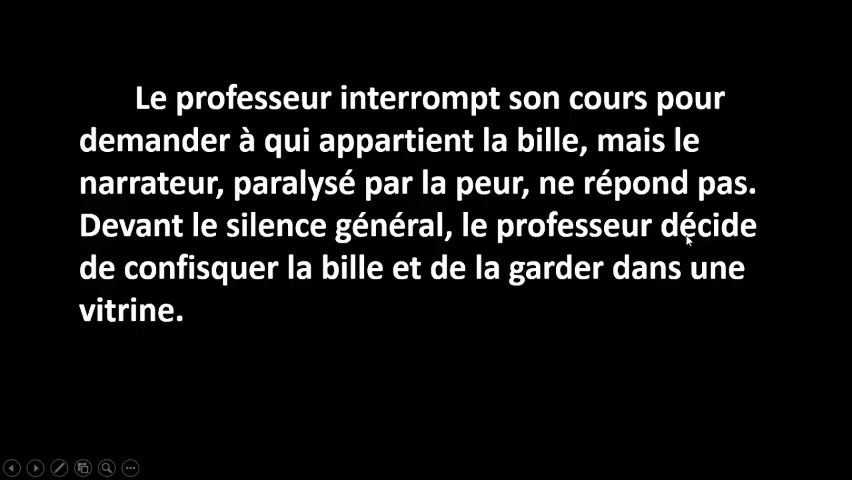 Le professeur interrompt son cours pour
demander à qui appartient la bille, mais le
narrateur, paralysé par la peur, ne répond pas.
Devant le silence général, le professeur décide
de confisquer la bille et de la garder dans une
vitrine.